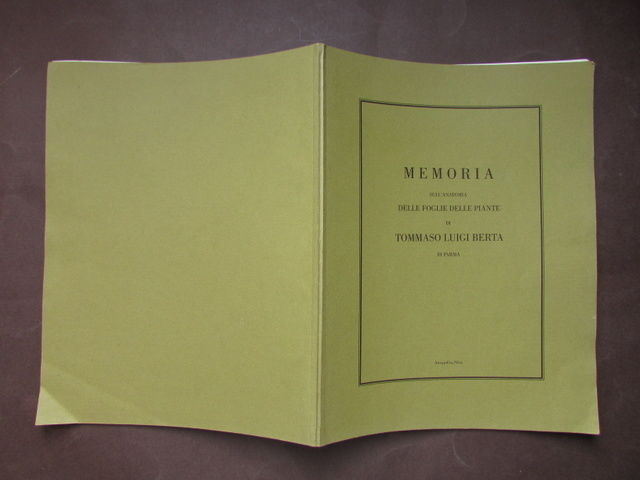 MEMORIA
SULL'ANATOMIA
DELLE FOGLIE DELLE PIANTE
DI
TOMMASO LUIGI BERTA
DI PARMA